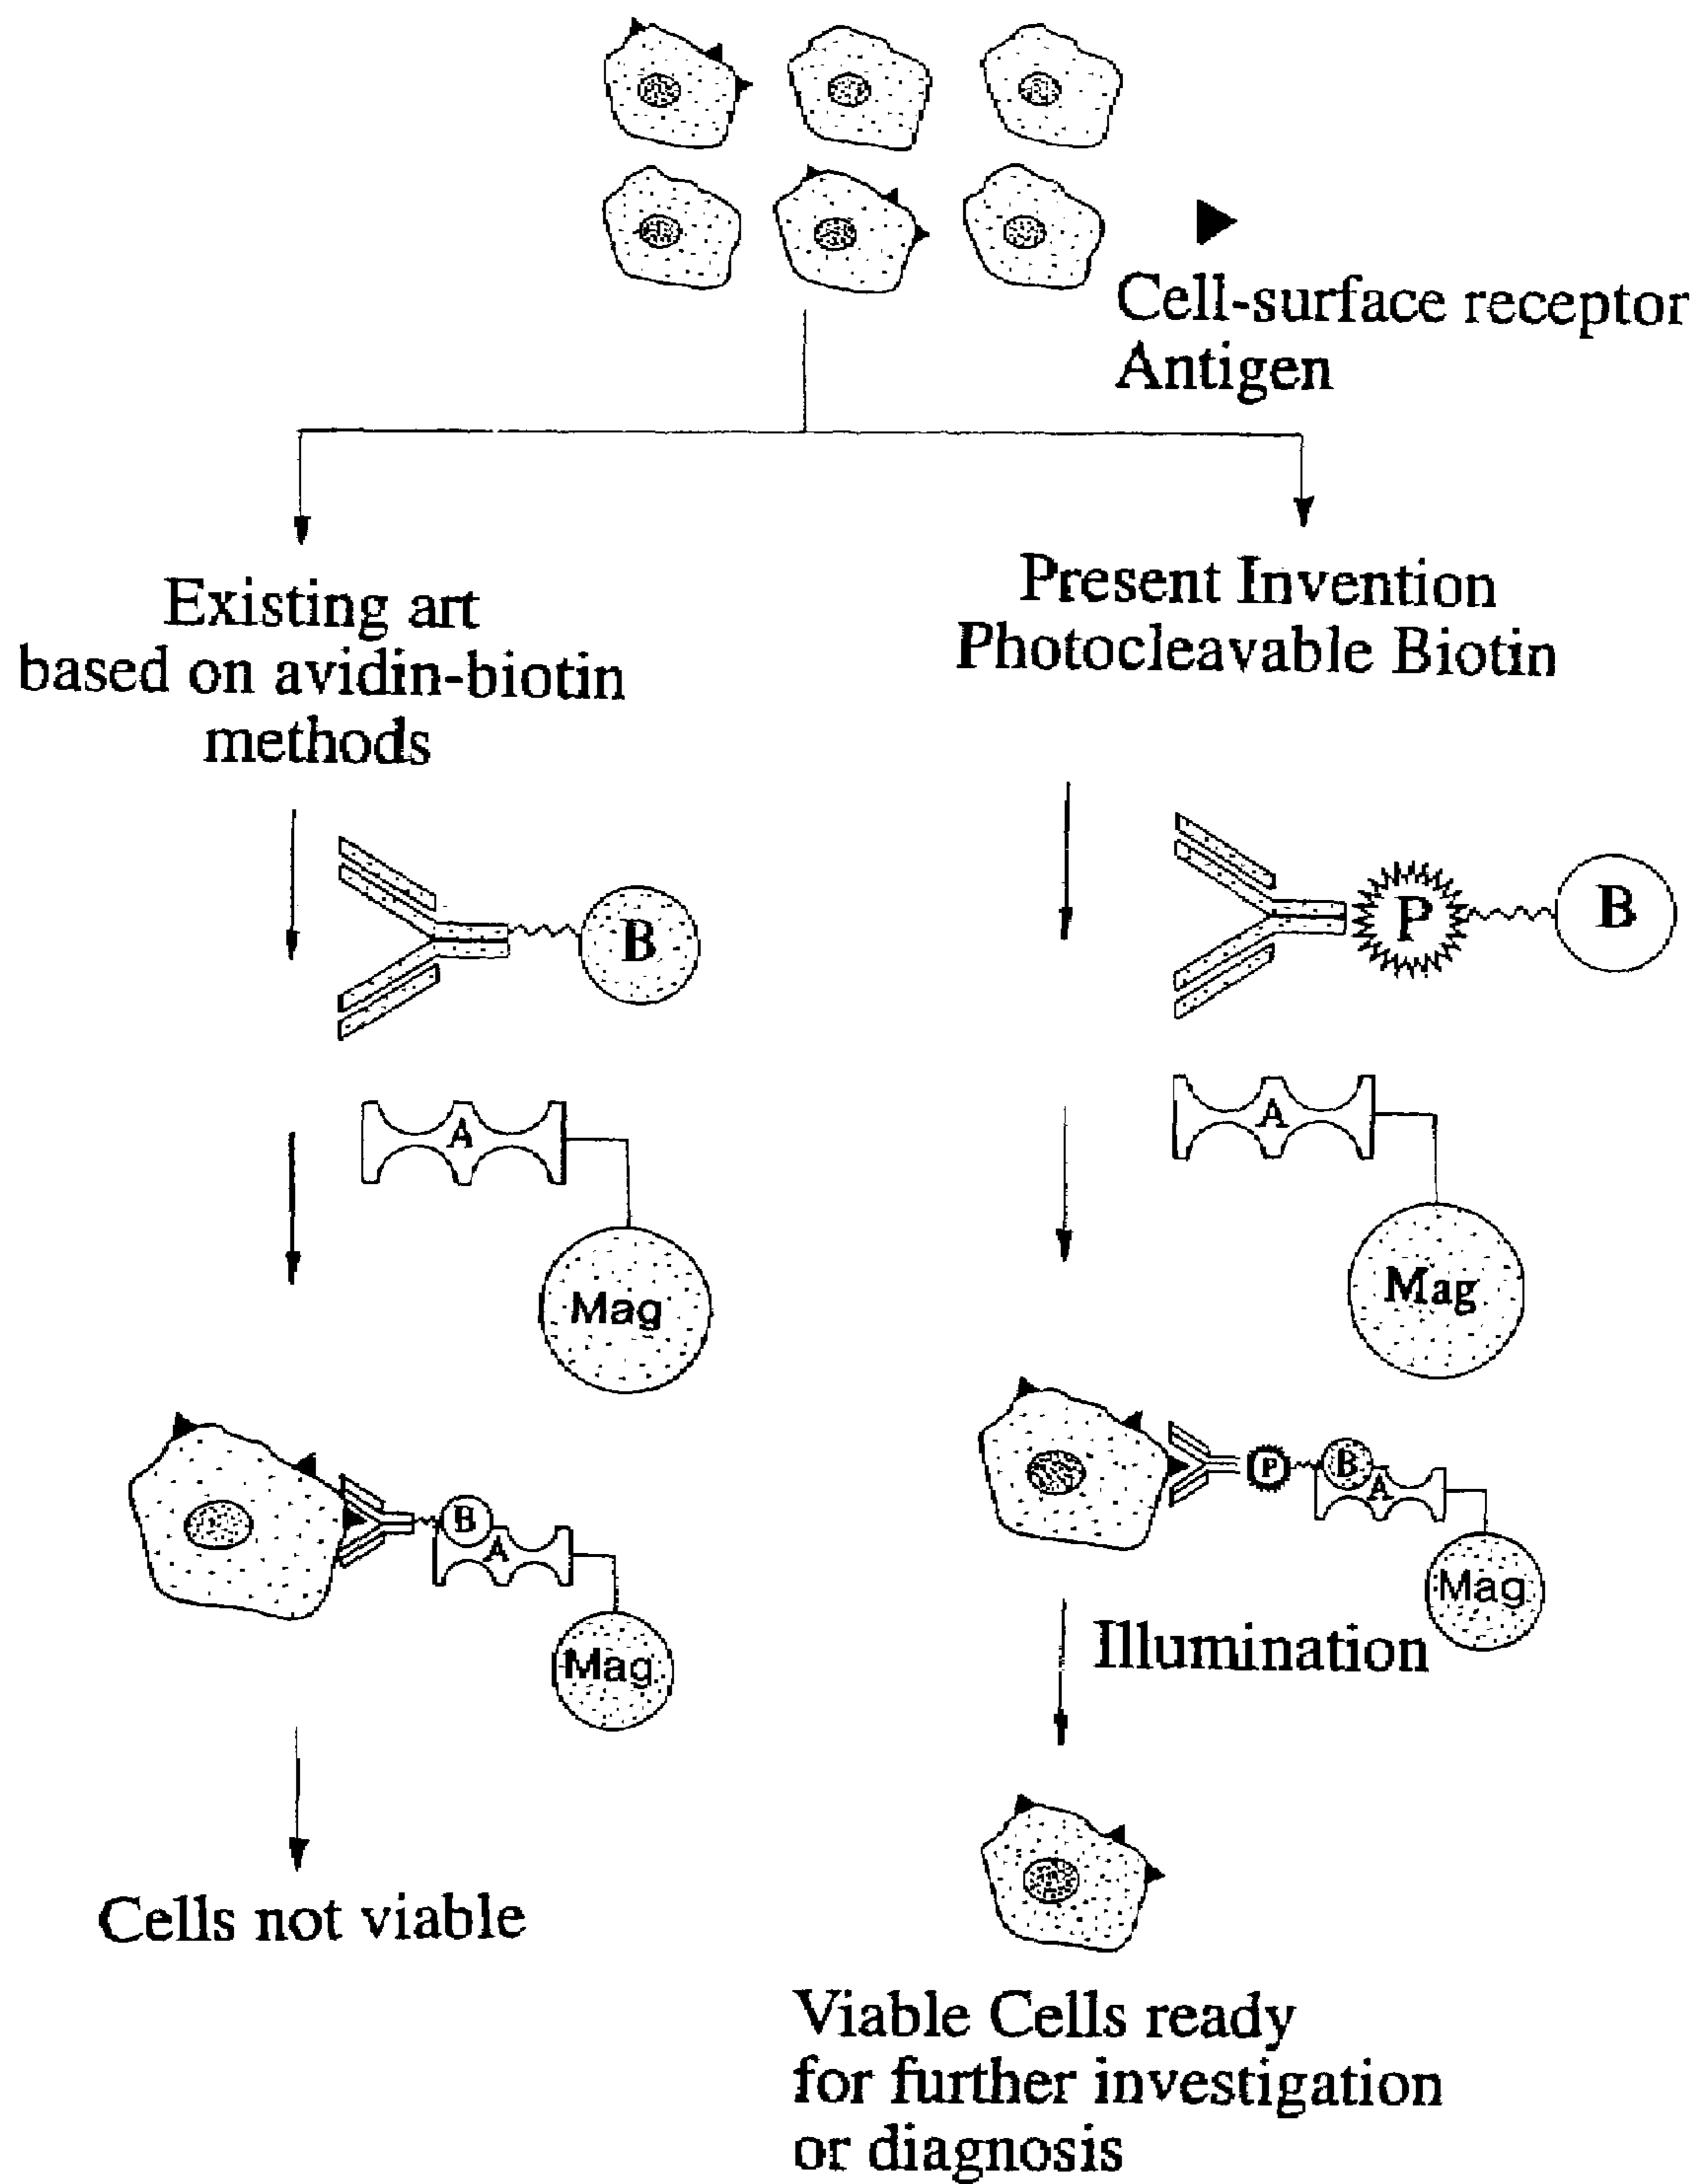 Cell-surface receptor
Antigen
Existing art
based on avidin-biotin
methods
Present Invention
Photocleavable Biotin
B
P
B
A
Mag
A
Mag
B
A
Mag
P
B
A
Mag
Illumination
Cells not viable
Viable Cells ready
for further investigation
or diagnosis